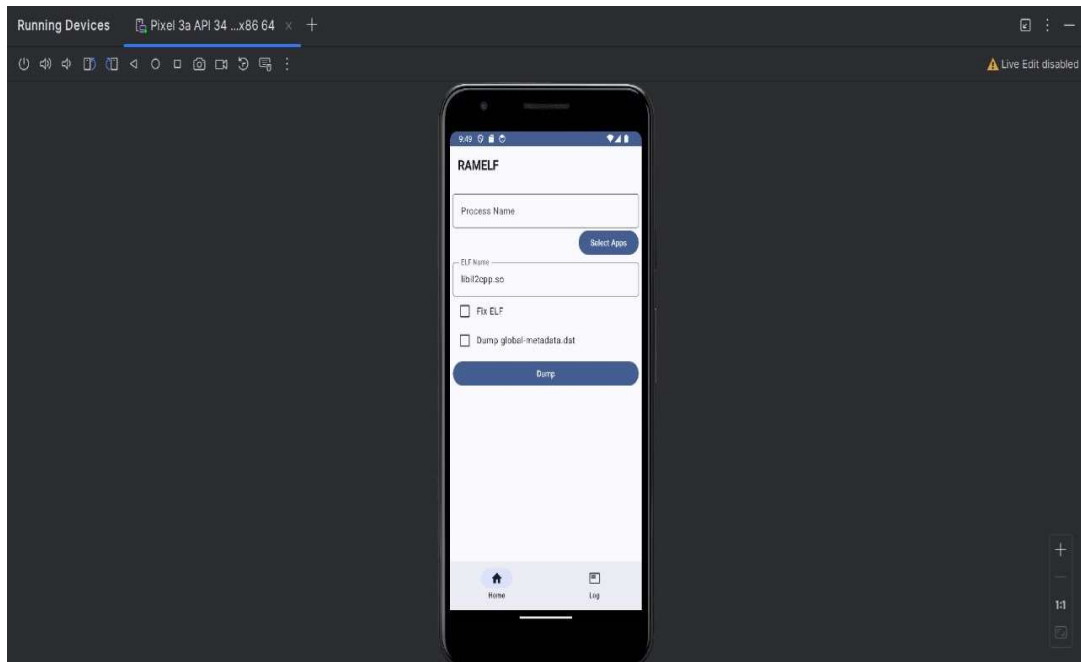 Running Devices
Pixel 3a API 34 ...x86 64
Live Edit disabled
9:49
RAMELF
Process Name
Select Apps
ELF Name
libil2cpp.so
Fix ELF
Dump global-metadata.dat
Dump
Home
Log
1:1